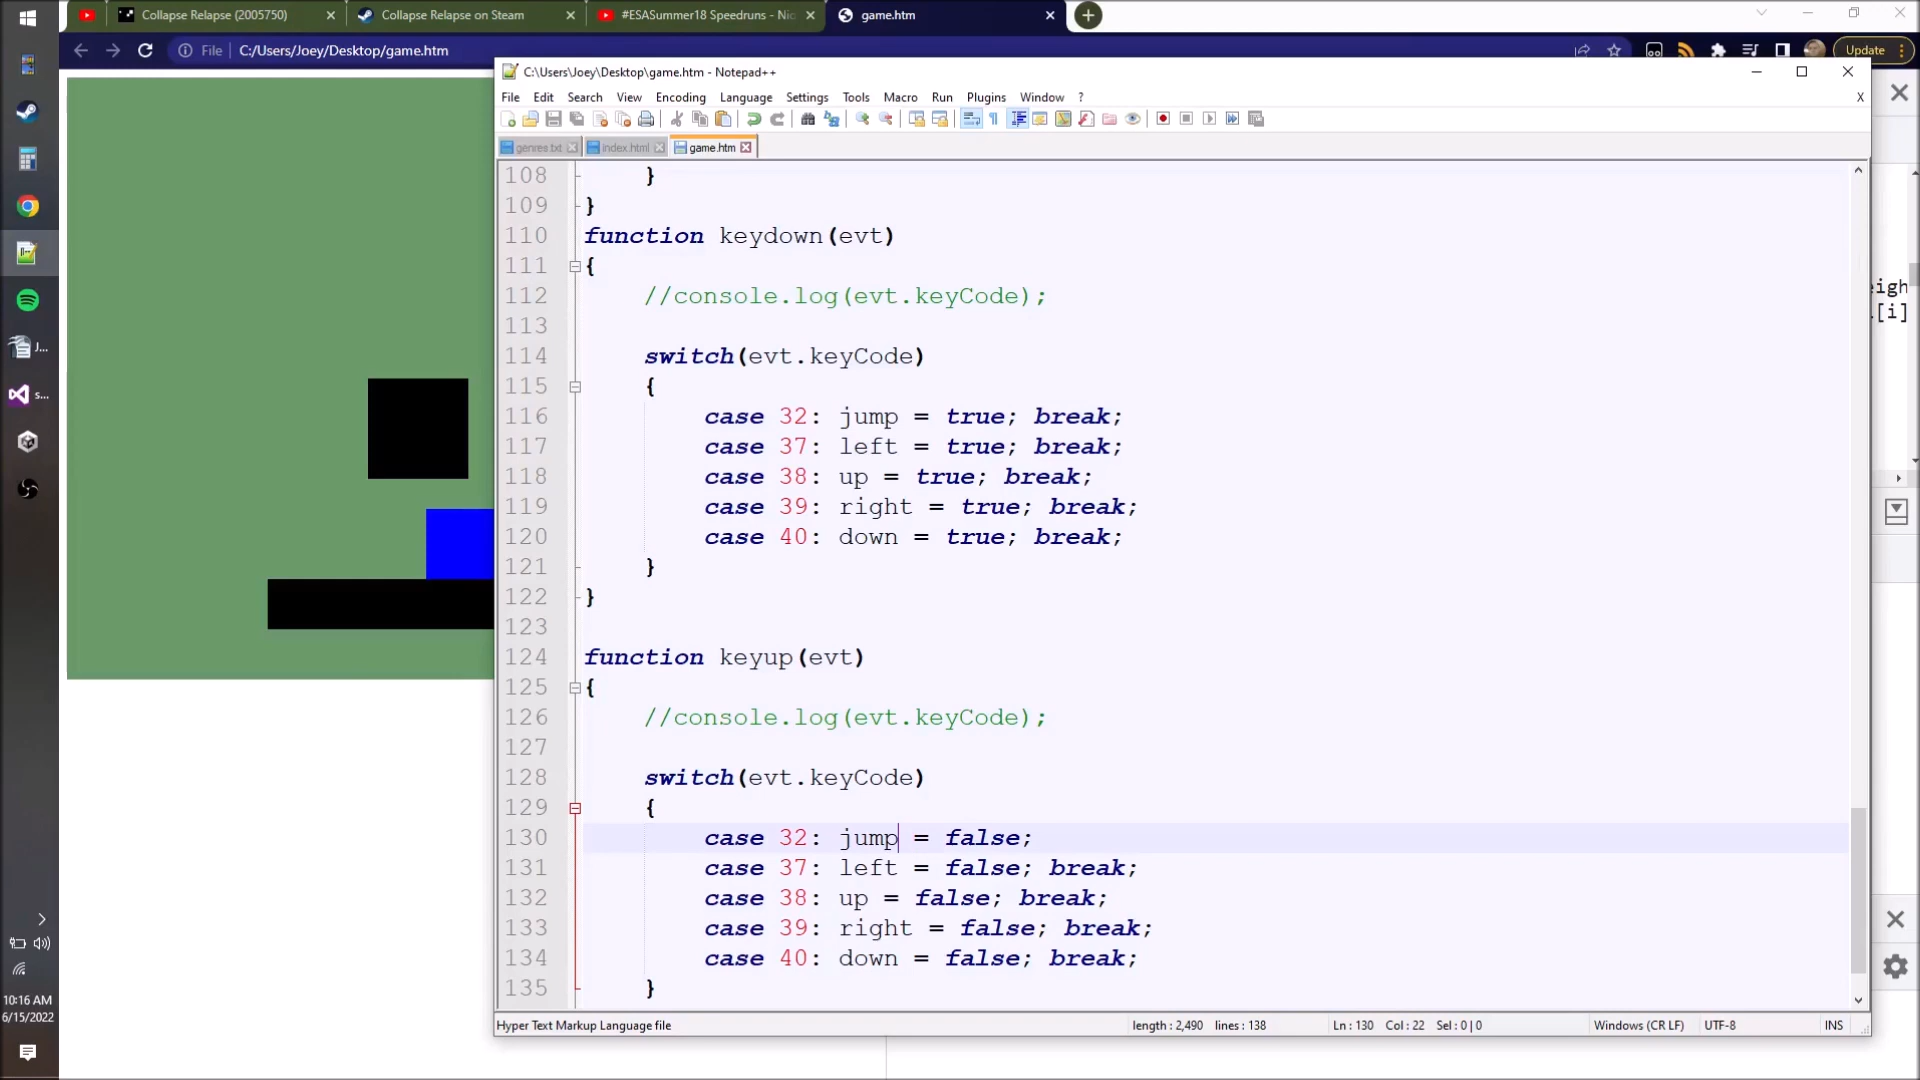 Collapse Relapse (2005750)
Collapse Relapse on Steam
#ESASummer18 Speedruns - Nic
game.htm
File
C:/Users/Joey/Desktop/game.htm
Update
C:\Users\Joey\Desktop\game.htm - Notepad++
File Edit Search View Encoding Language Settings Tools Macro Run Plugins Window ?
X
genres.txt
index.html
game.htm
108 }
109 }
110 function keydown(evt)
111 {
112 //console.log(evt.keyCode);
113
114 switch(evt.keyCode)
115 {
116 case 32: jump = true; break;
117 case 37: left = true; break;
118 case 38: up = true; break;
119 case 39: right = true; break;
120 case 40: down = true; break;
121 }
122 }
123
124 function keyup(evt)
125 {
126 //console.log(evt.keyCode);
127
128 switch(evt.keyCode)
129 {
130 case 32: jump = false;
131 case 37: left = false; break;
132 case 38: up = false; break;
133 case 39: right = false; break;
134 case 40: down = false; break;
135 }
eigh
[i]
J...
s...
10:16 AM
6/15/2022
Hyper Text Markup Language file
length : 2,490 lines : 138
Ln : 130 Col : 22 Sel : 0 | 0
Windows (CR LF)
UTF-8
INS